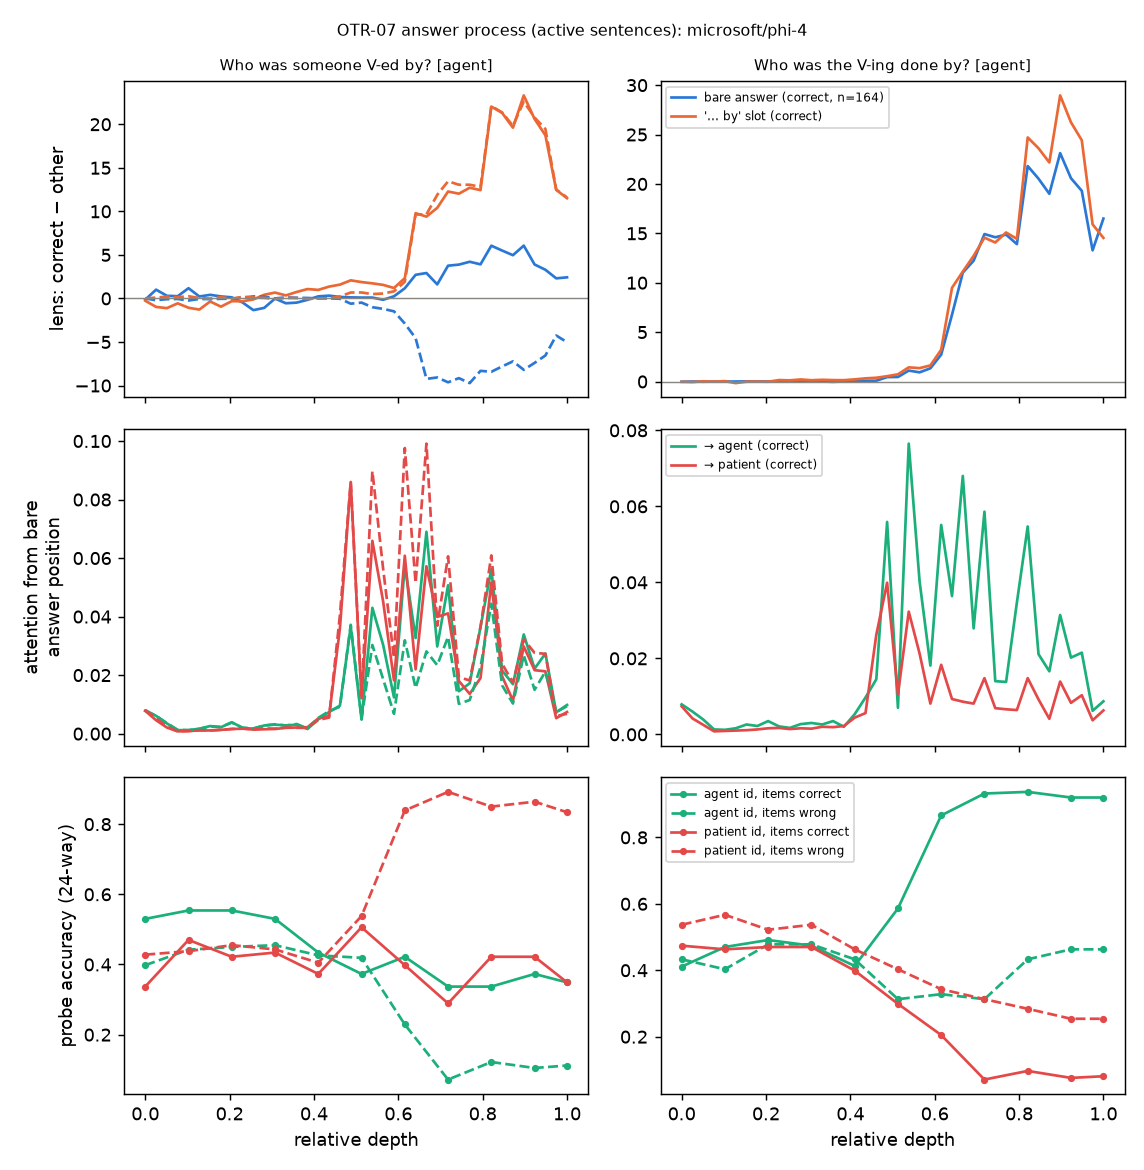 OTR-07 answer process (active sentences): microsoft/phi-4
Who was someone V-ed by? [agent]
Who was the V-ing done by? [agent]
lens: correct − other
20
15
10
5
0
−5
−10
30
25
20
15
10
5
0
bare answer (correct, n=164)
'... by' slot (correct)
attention from bare
answer position
0.10
0.08
0.06
0.04
0.02
0.00
0.08
0.06
0.04
0.02
0.00
→ agent (correct)
→ patient (correct)
probe accuracy (24-way)
0.8
0.6
0.4
0.2
0.8
0.6
0.4
0.2
agent id, items correct
agent id, items wrong
patient id, items correct
patient id, items wrong
0.0 0.2 0.4 0.6 0.8 1.0
0.0 0.2 0.4 0.6 0.8 1.0
relative depth
relative depth